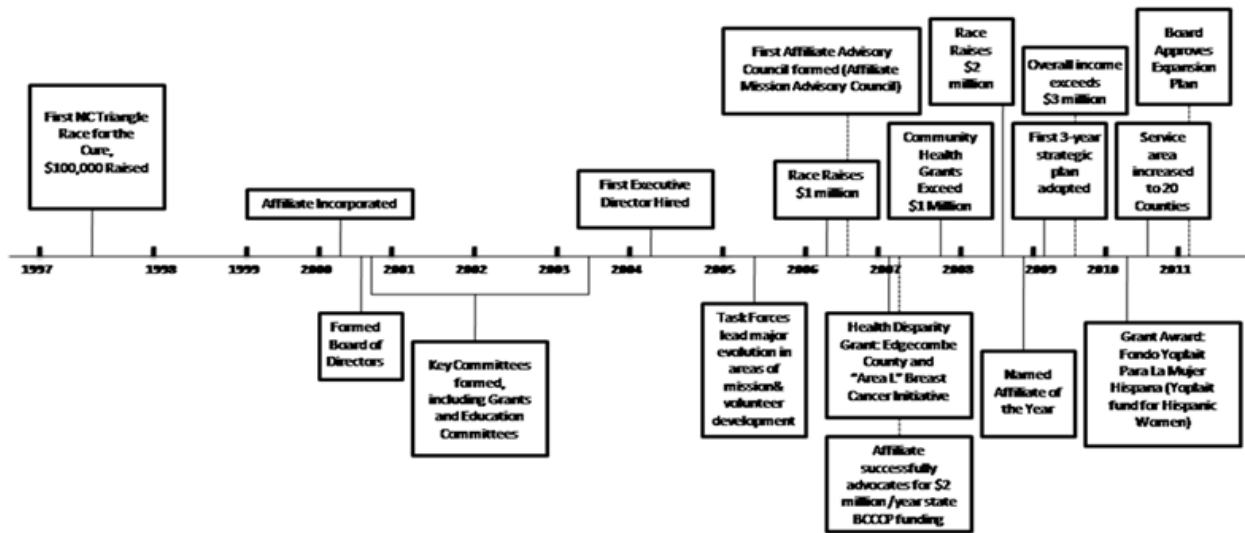 First NC Triangle
Race for the
Cure,
$100,000 Raised
Affiliate Incorporated
First Executive
Director Hired
First Affiliate Advisory
Council formed (Affiliate
Mission Advisory Council)
Race Raises
$1 million
Community
Health
Grants
Exceed
$1 Million
Race
Raises
$2
million
Overall income
exceeds
$3 million
First 3-year
strategic
plan
adopted
Board
Approves
Expansion
Plan
Service
area
increased
to 20
Counties
1997 1998 1999 2000 2001 2002 2003 2004 2005 2006 2007 2008 2009 2010 2011
Formed
Board of
Directors
Key Committees
formed,
including Grants
and Education
Committees
Task Forces
lead major
evolution in
areas of
mission&
volunteer
development
Health Disparity
Grant: Edgecombe
County and
"Area L" Breast
Cancer Initiative
Affiliate
successfully
advocates for $2
million/year state
BCCCP funding
Named
Affiliate of
the Year
Grant Award:
Fondo Yoplait
Para La Mujer
Hispana (Yoplait
fund for Hispanic
Women)